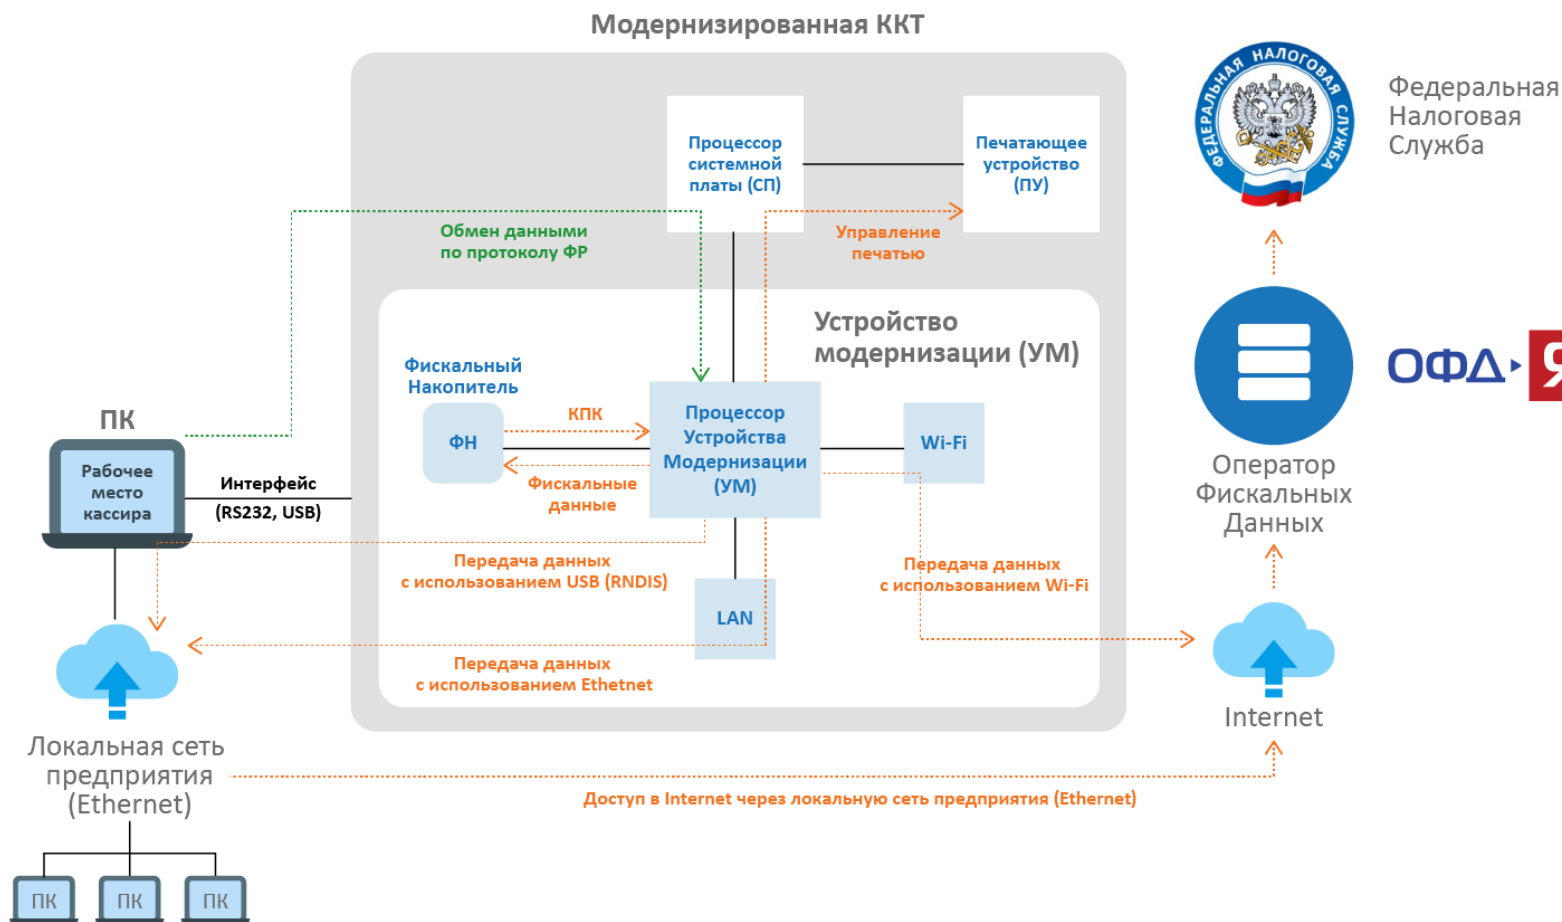 Модернизированная ККТ
Процессор
системной
платы (СП)
Печатающее
устройство
(ПУ)
ФЕДЕРАЛЬНАЯ НАЛОГОВАЯ СЛУЖБА
Федеральная
Налоговая
Служба
Обмен данными
по протоколу ФР
Управление
печатью
Устройство
модернизации (УМ)
Фискальный
Накопитель
ФН
КПК
Фискальные
данные
Процессор
Устройства
Модернизации
(УМ)
Wi-Fi
ОФД
Я
Оператор
Фискальных
Данных
ПК
Рабочее
место
кассира
Интерфейс
(RS232, USB)
Передача данных
с использованием USB (RNDIS)
Передача данных
с использованием Wi-Fi
LAN
Передача данных
с использованием Ethetnet
Internet
Локальная сеть
предприятия
(Ethernet)
Доступ в Internet через локальную сеть предприятия (Ethernet)
ПК
ПК
ПК